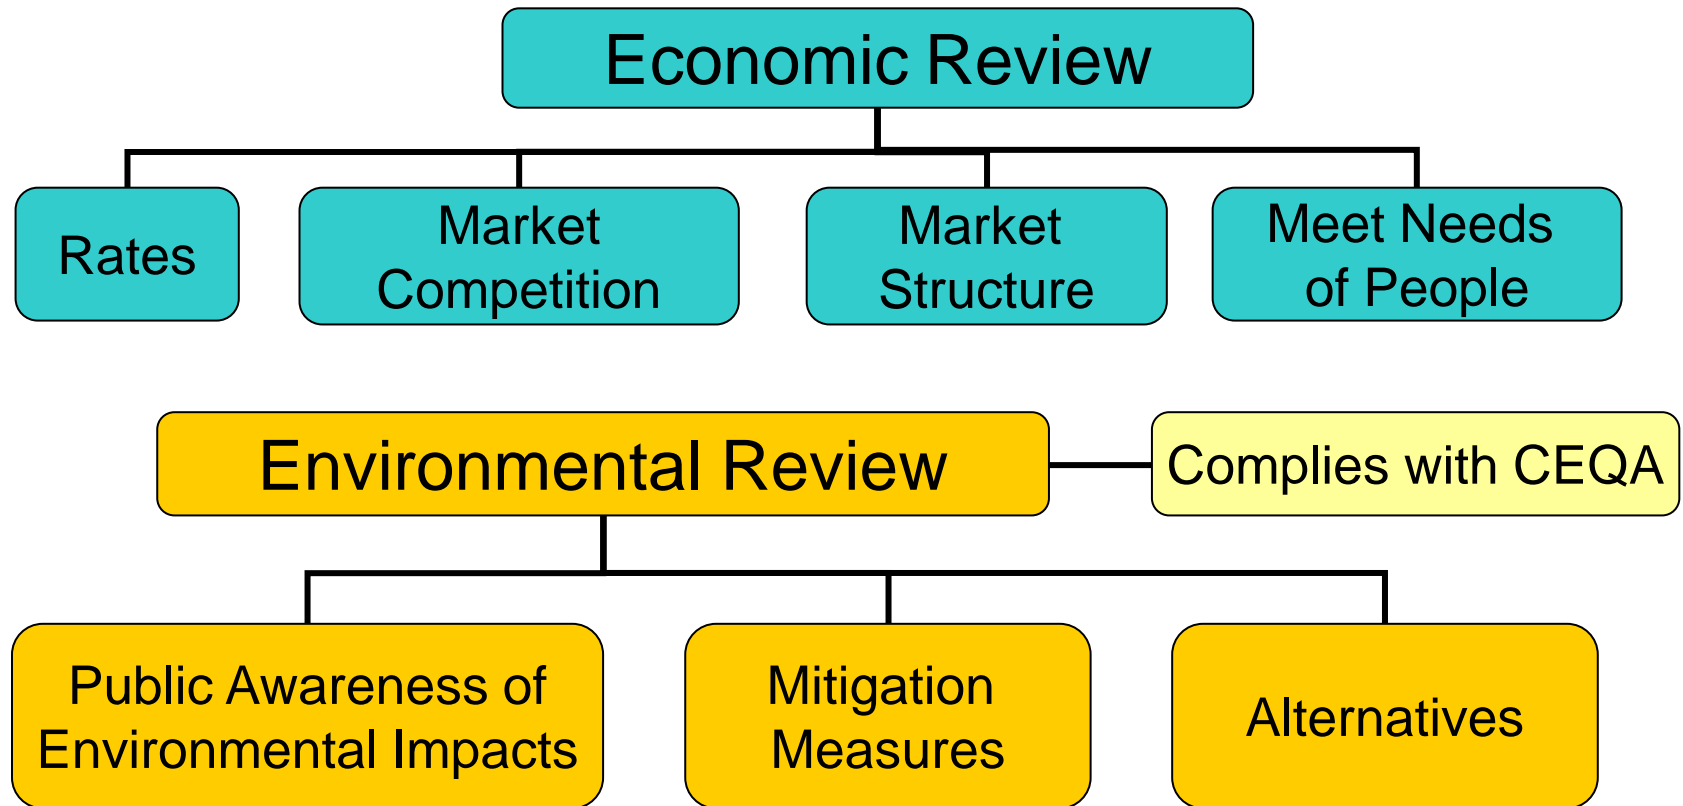 Economic Review
Rates
Market
Competition
Market
Structure
Meet Needs
of People
Environmental Review
Complies with CEQA
Public Awareness of
Environmental Impacts
Mitigation
Measures
Alternatives